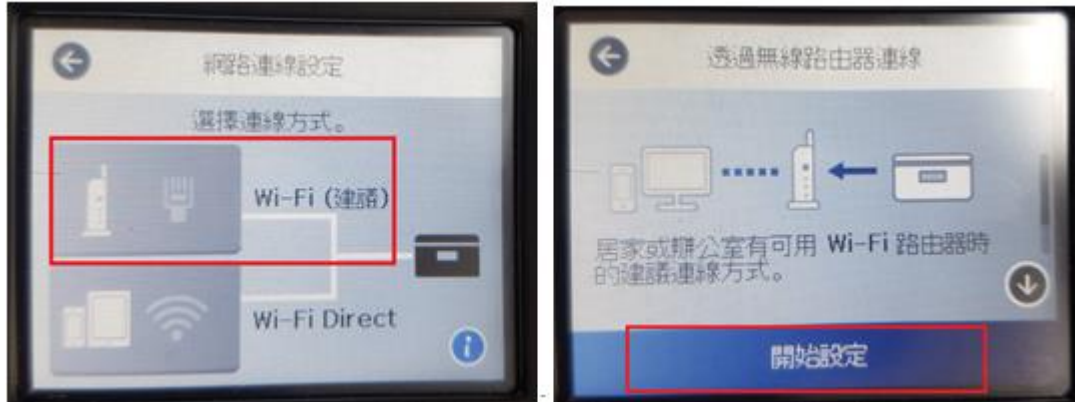 網路連線設定
選擇連線方式。
Wi-Fi (建議)
Wi-Fi Direct
透過無線路由器連線
居家或辦公室有可用 Wi-Fi 路由器時
的建議連線方式。
開始設定